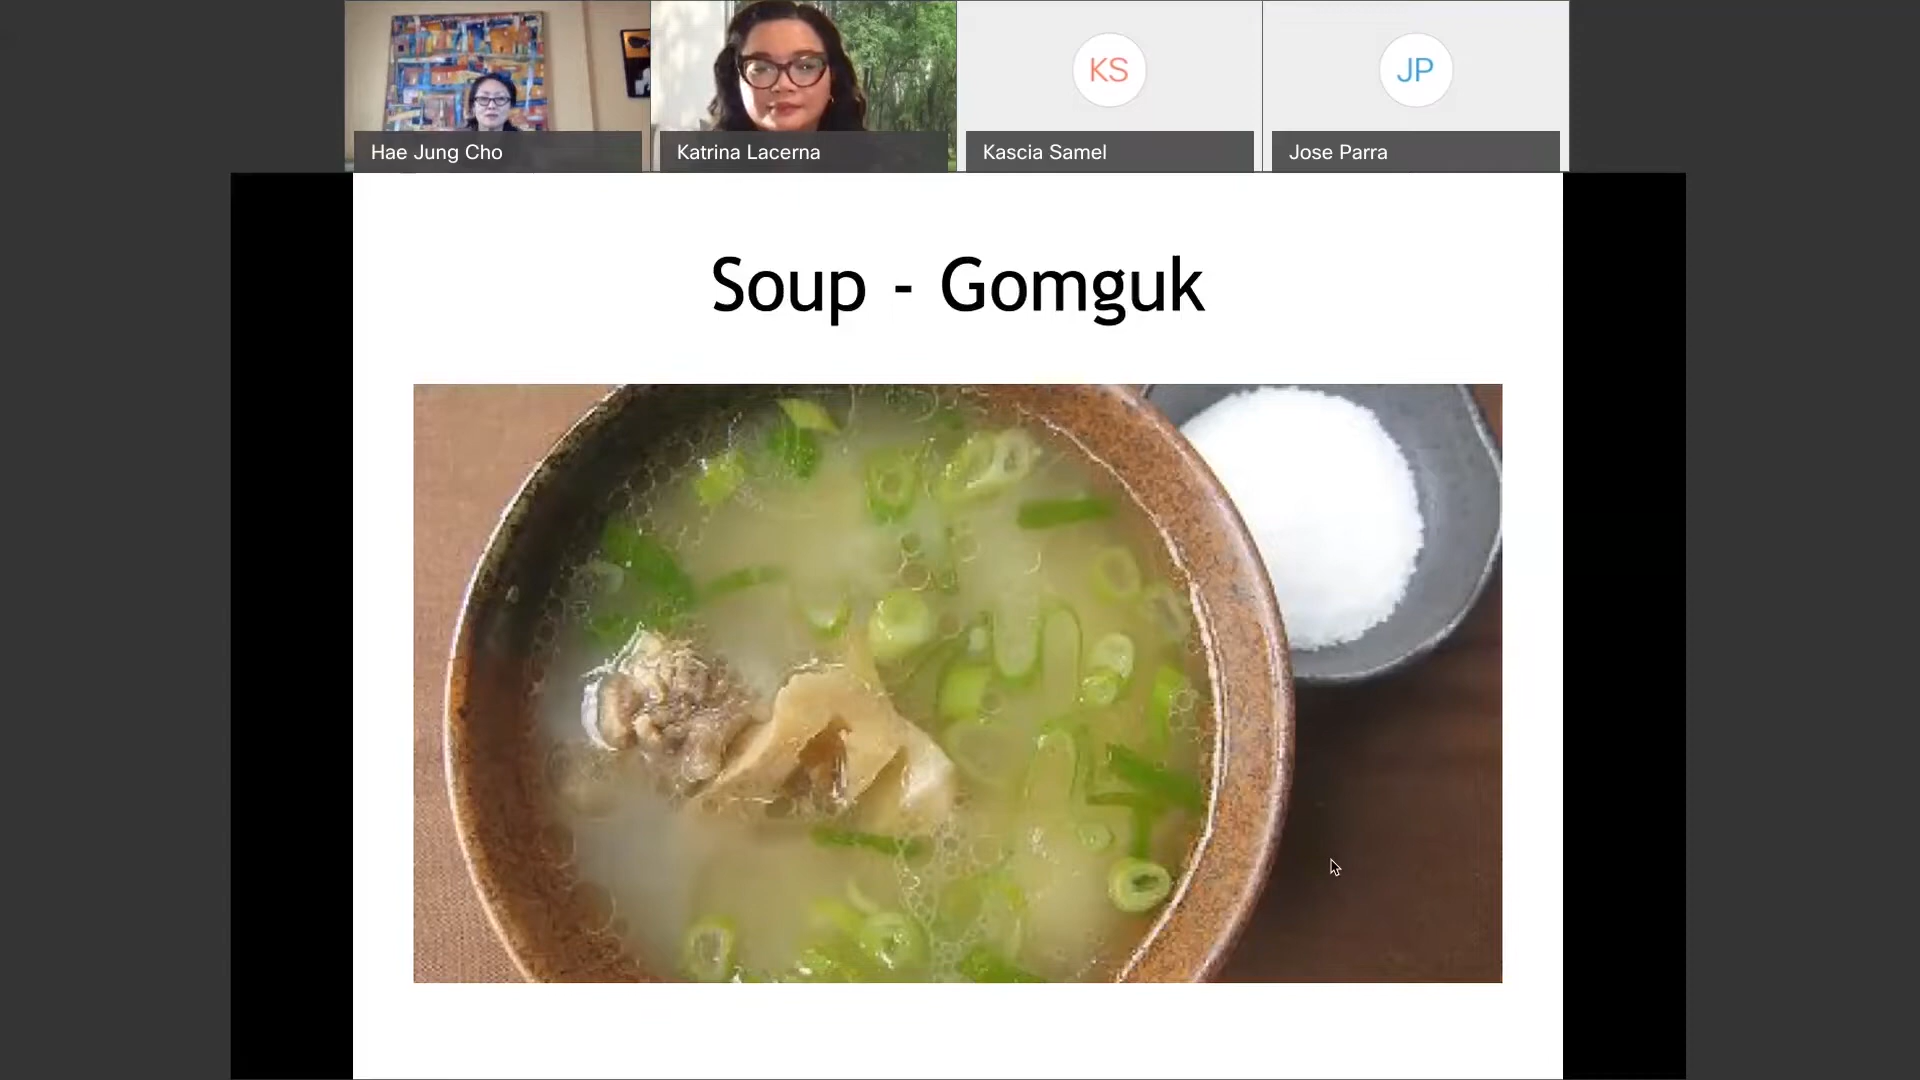 KS
JP
Hae Jung Cho
Katrina Lacerna
Kascia Samel
Jose Parra
Soup - Gomguk